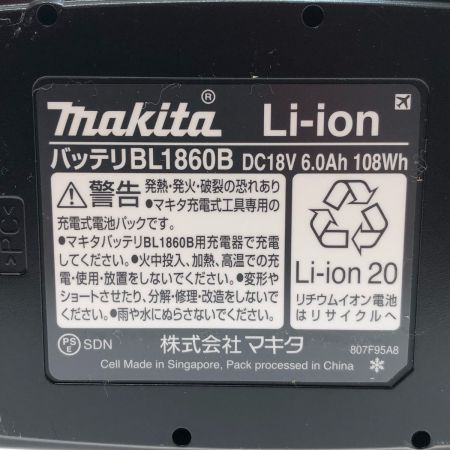 makita® Li-ion
バッテリBL1860B DC18V 6.0Ah 108Wh
警告 発熱・発火・破裂の恐れあり
●マキタ充電式工具専用の
充電式電池パックです。
●マキタバッテリBL1860B用充電器で充電
してください。●火中投入、加熱、高温での充
電・使用・放置をしないでください。●変形や
ショートさせたり、分解・修理・改造をしないで
ください。●雨や水にぬらさないでください。
Li-ion 20
リチウムイオン電池
はリサイクルへ
PSE SDN 株式会社 マキタ 807F95A8
Cell Made in Singapore, Pack processed in China
>PC<